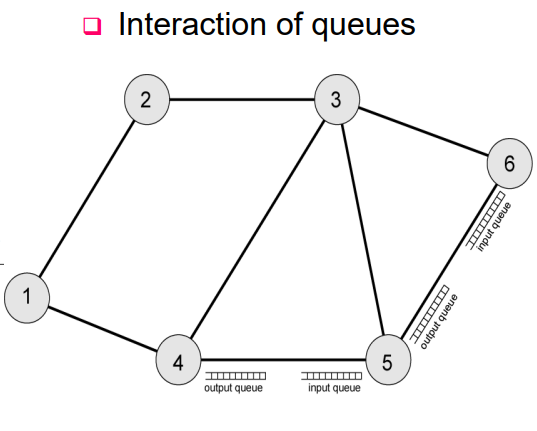 Interaction of queues
2
3
6
input queue
output queue
1
4
5
output queue
input queue